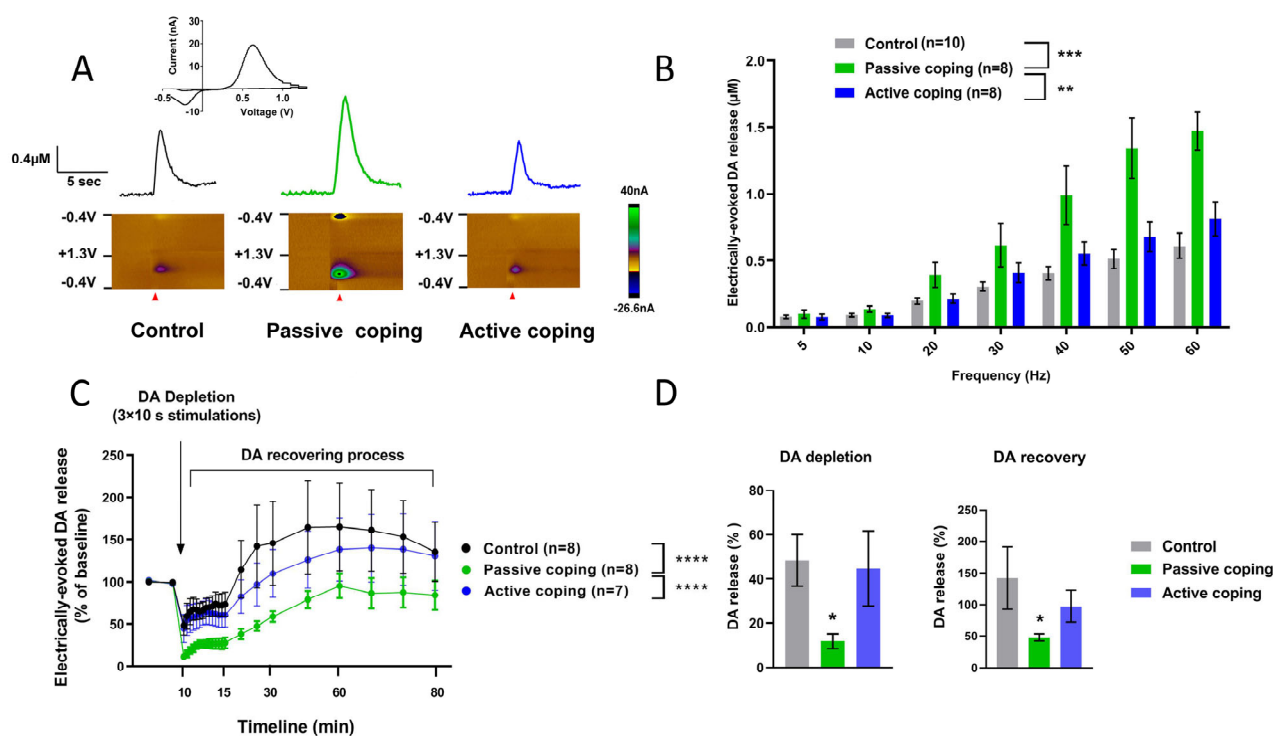 A
Current (nA)
30
20
10
-10
-0.5
0.5
1.0
Voltage (V)
0.4µM
5 sec
-0.4V
+1.3V
-0.4V
-0.4V
+1.3V
-0.4V
-0.4V
+1.3V
-0.4V
40nA
-26.6nA
Control
Passive coping
Active coping
B
Control (n=10)
Passive coping (n=8)
Active coping (n=8)
***
**
Electrically-evoked DA release (µM)
2.0
1.5
1.0
0.5
0.0
5
10
20
30
40
50
60
Frequency (Hz)
C
DA Depletion
(3×10 s stimulations)
DA recovering process
Electrically-evoked DA release
(% of baseline)
250
200
150
100
50
0
10
15
30
60
80
Timeline (min)
Control (n=8)
Passive coping (n=8)
Active coping (n=7)
****
****
D
DA depletion
DA release (%)
80
60
40
20
0
*
DA recovery
DA release (%)
250
200
150
100
50
0
*
Control
Passive coping
Active coping